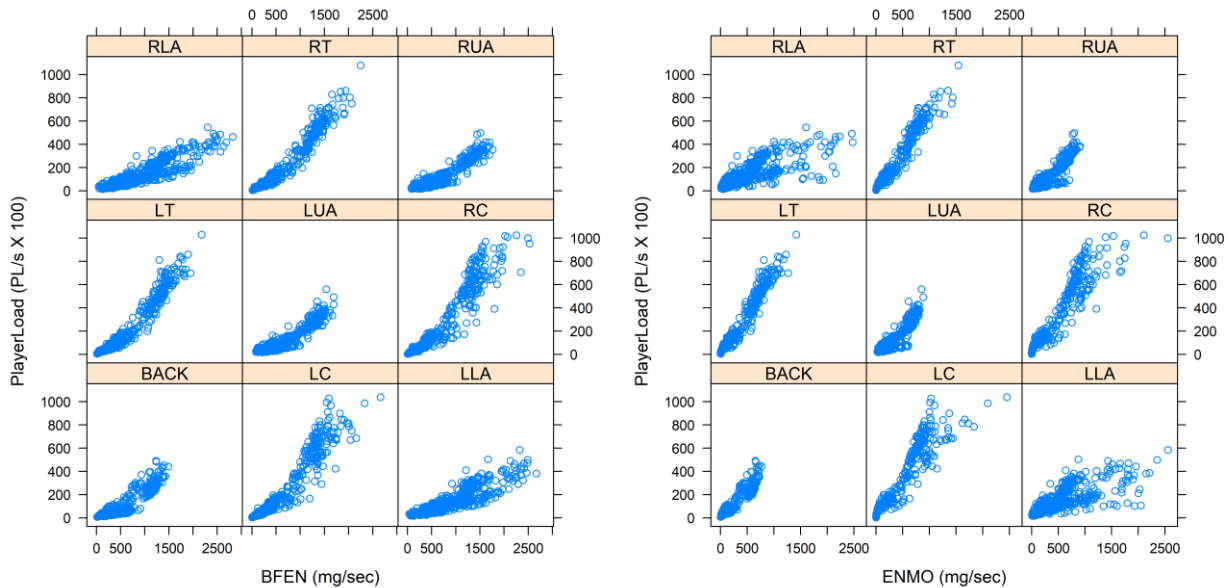 0 500 1500 2500
RLA RT RUA
1000
800
600
400
200
0
LT LUA RC
1000
800
600
400
200
0
BACK LC LLA
1000
800
600
400
200
0
0 500 1500 2500
0 500 1500 2500
PlayerLoad (PL/s X 100)
BFEN (mg/sec)
0 500 1500 2500
RLA RT RUA
1000
800
600
400
200
0
LT LUA RC
1000
800
600
400
200
0
BACK LC LLA
1000
800
600
400
200
0
0 500 1500 2500
0 500 1500 2500
PlayerLoad (PL/s X 100)
ENMO (mg/sec)